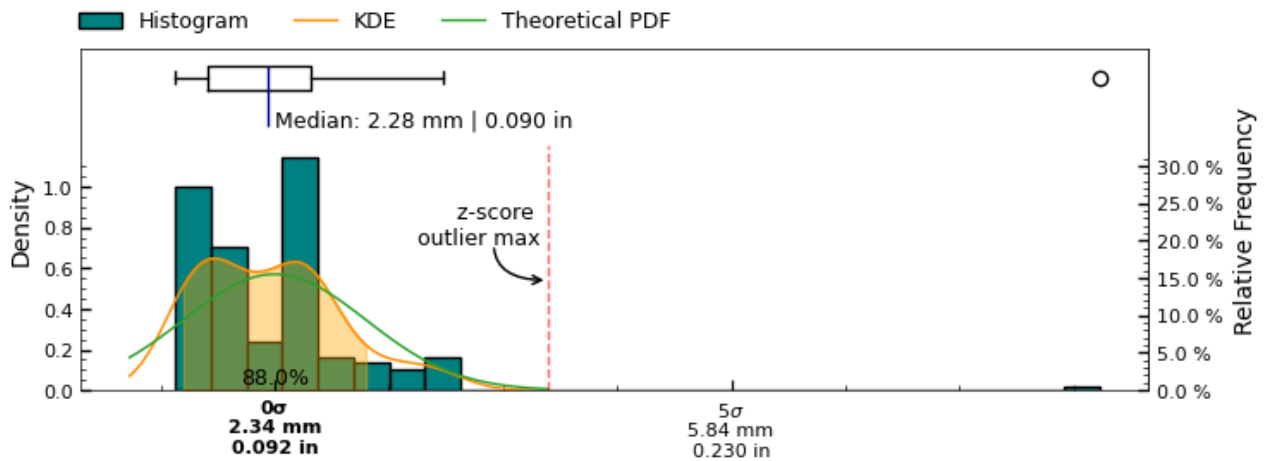 Histogram KDE Theoretical PDF
Median: 2.28 mm | 0.090 in
Density
1.0
0.8
0.6
0.4
0.2
0.0
z-score
outlier max
88.0%
30.0 %
25.0 %
20.0 %
15.0 %
10.0 %
5.0 %
0.0 %
Relative Frequency
0σ
2.34 mm
0.092 in
5σ
5.84 mm
0.230 in